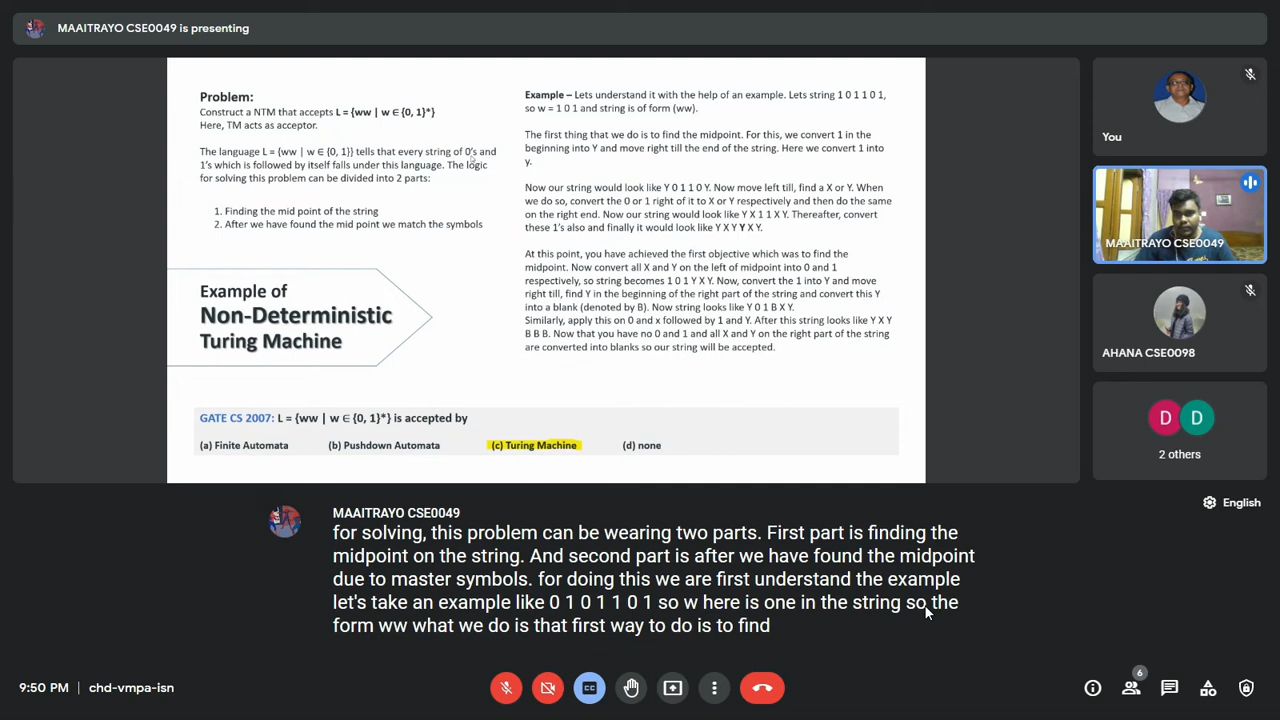 MAAITRAYO CSE0049 is presenting
Problem:
Construct a NTM that accepts L = {ww | w ∈ {0, 1}*}
Here, TM acts as acceptor.
The language L = {ww | w ∈ {0, 1}} tells that every string of 0's and
1's which is followed by itself falls under this language. The logic
for solving this problem can be divided into 2 parts:
1. Finding the mid point of the string
2. After we have found the mid point we match the symbols
Example of
Non-Deterministic
Turing Machine
Example – Lets understand it with the help of an example. Lets string 1 0 1 1 0 1,
so w = 1 0 1 and string is of form (ww).
The first thing that we do is to find the midpoint. For this, we convert 1 in the
beginning into Y and move right till the end of the string. Here we convert 1 into
y.
Now our string would look like Y 0 1 1 0 Y. Now move left till, find a X or Y. When
we do so, convert the 0 or 1 right of it to X or Y respectively and then do the same
on the right end. Now our string would look like Y X 1 1 X Y. Thereafter, convert
these 1's also and finally it would look like Y X Y Y X Y.
At this point, you have achieved the first objective which was to find the
midpoint. Now convert all X and Y on the left of midpoint into 0 and 1
respectively, so string becomes 1 0 1 Y X Y. Now, convert the 1 into Y and move
right till, find Y in the beginning of the right part of the string and convert this Y
into a blank (denoted by B). Now string looks like Y 0 1 B X Y.
Similarly, apply this on 0 and x followed by 1 and Y. After this string looks like Y X Y
B B B. Now that you have no 0 and 1 and all X and Y on the right part of the string
are converted into blanks so our string will be accepted.
GATE CS 2007: L = {ww | w ∈ {0, 1}*} is accepted by
(a) Finite Automata (b) Pushdown Automata (c) Turing Machine (d) none
You
MAAITRAYO CSE0049
AHANA CSE0098
D D
2 others
English
MAAITRAYO CSE0049
for solving, this problem can be wearing two parts. First part is finding the
midpoint on the string. And second part is after we have found the midpoint
due to master symbols. for doing this we are first understand the example
let's take an example like 0 1 0 1 1 0 1 so w here is one in the string so the
form ww what we do is that first way to do is to find
9:50 PM | chd-vmpa-isn
CC
6